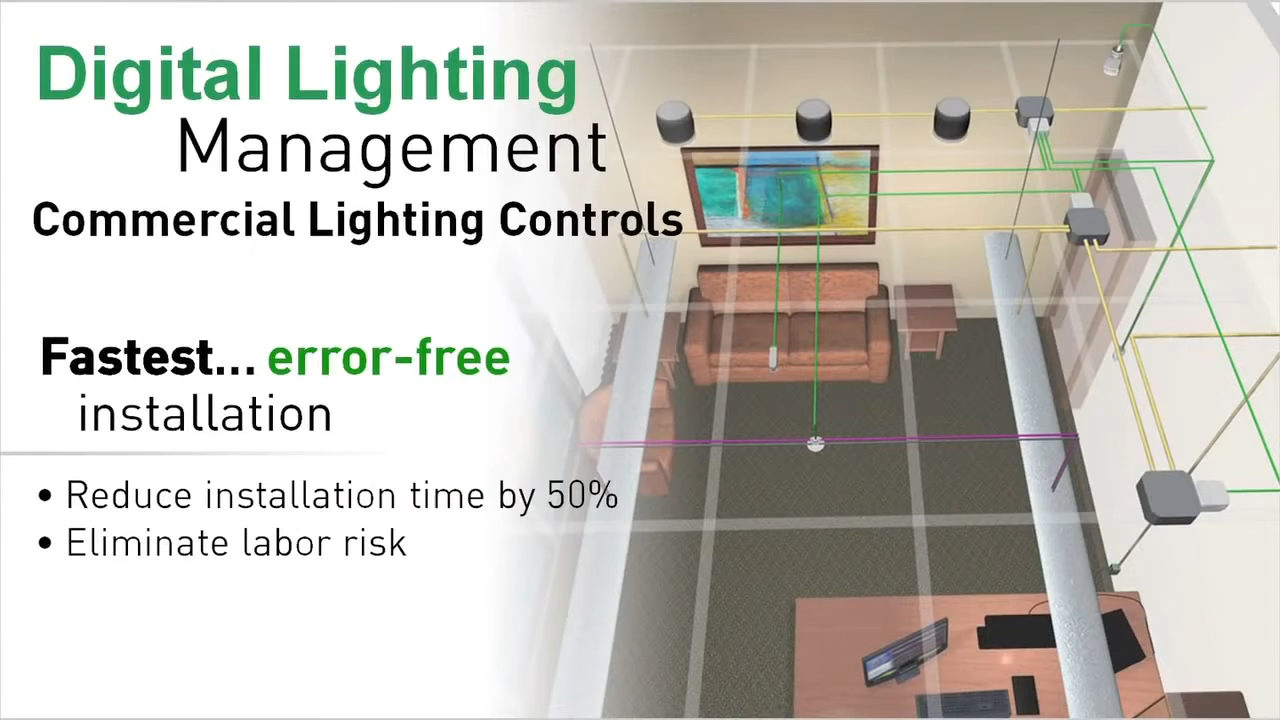 Digital Lighting
Management
Commercial Lighting Controls
Fastest... error-free
installation
• Reduce installation time by 50%
• Eliminate labor risk